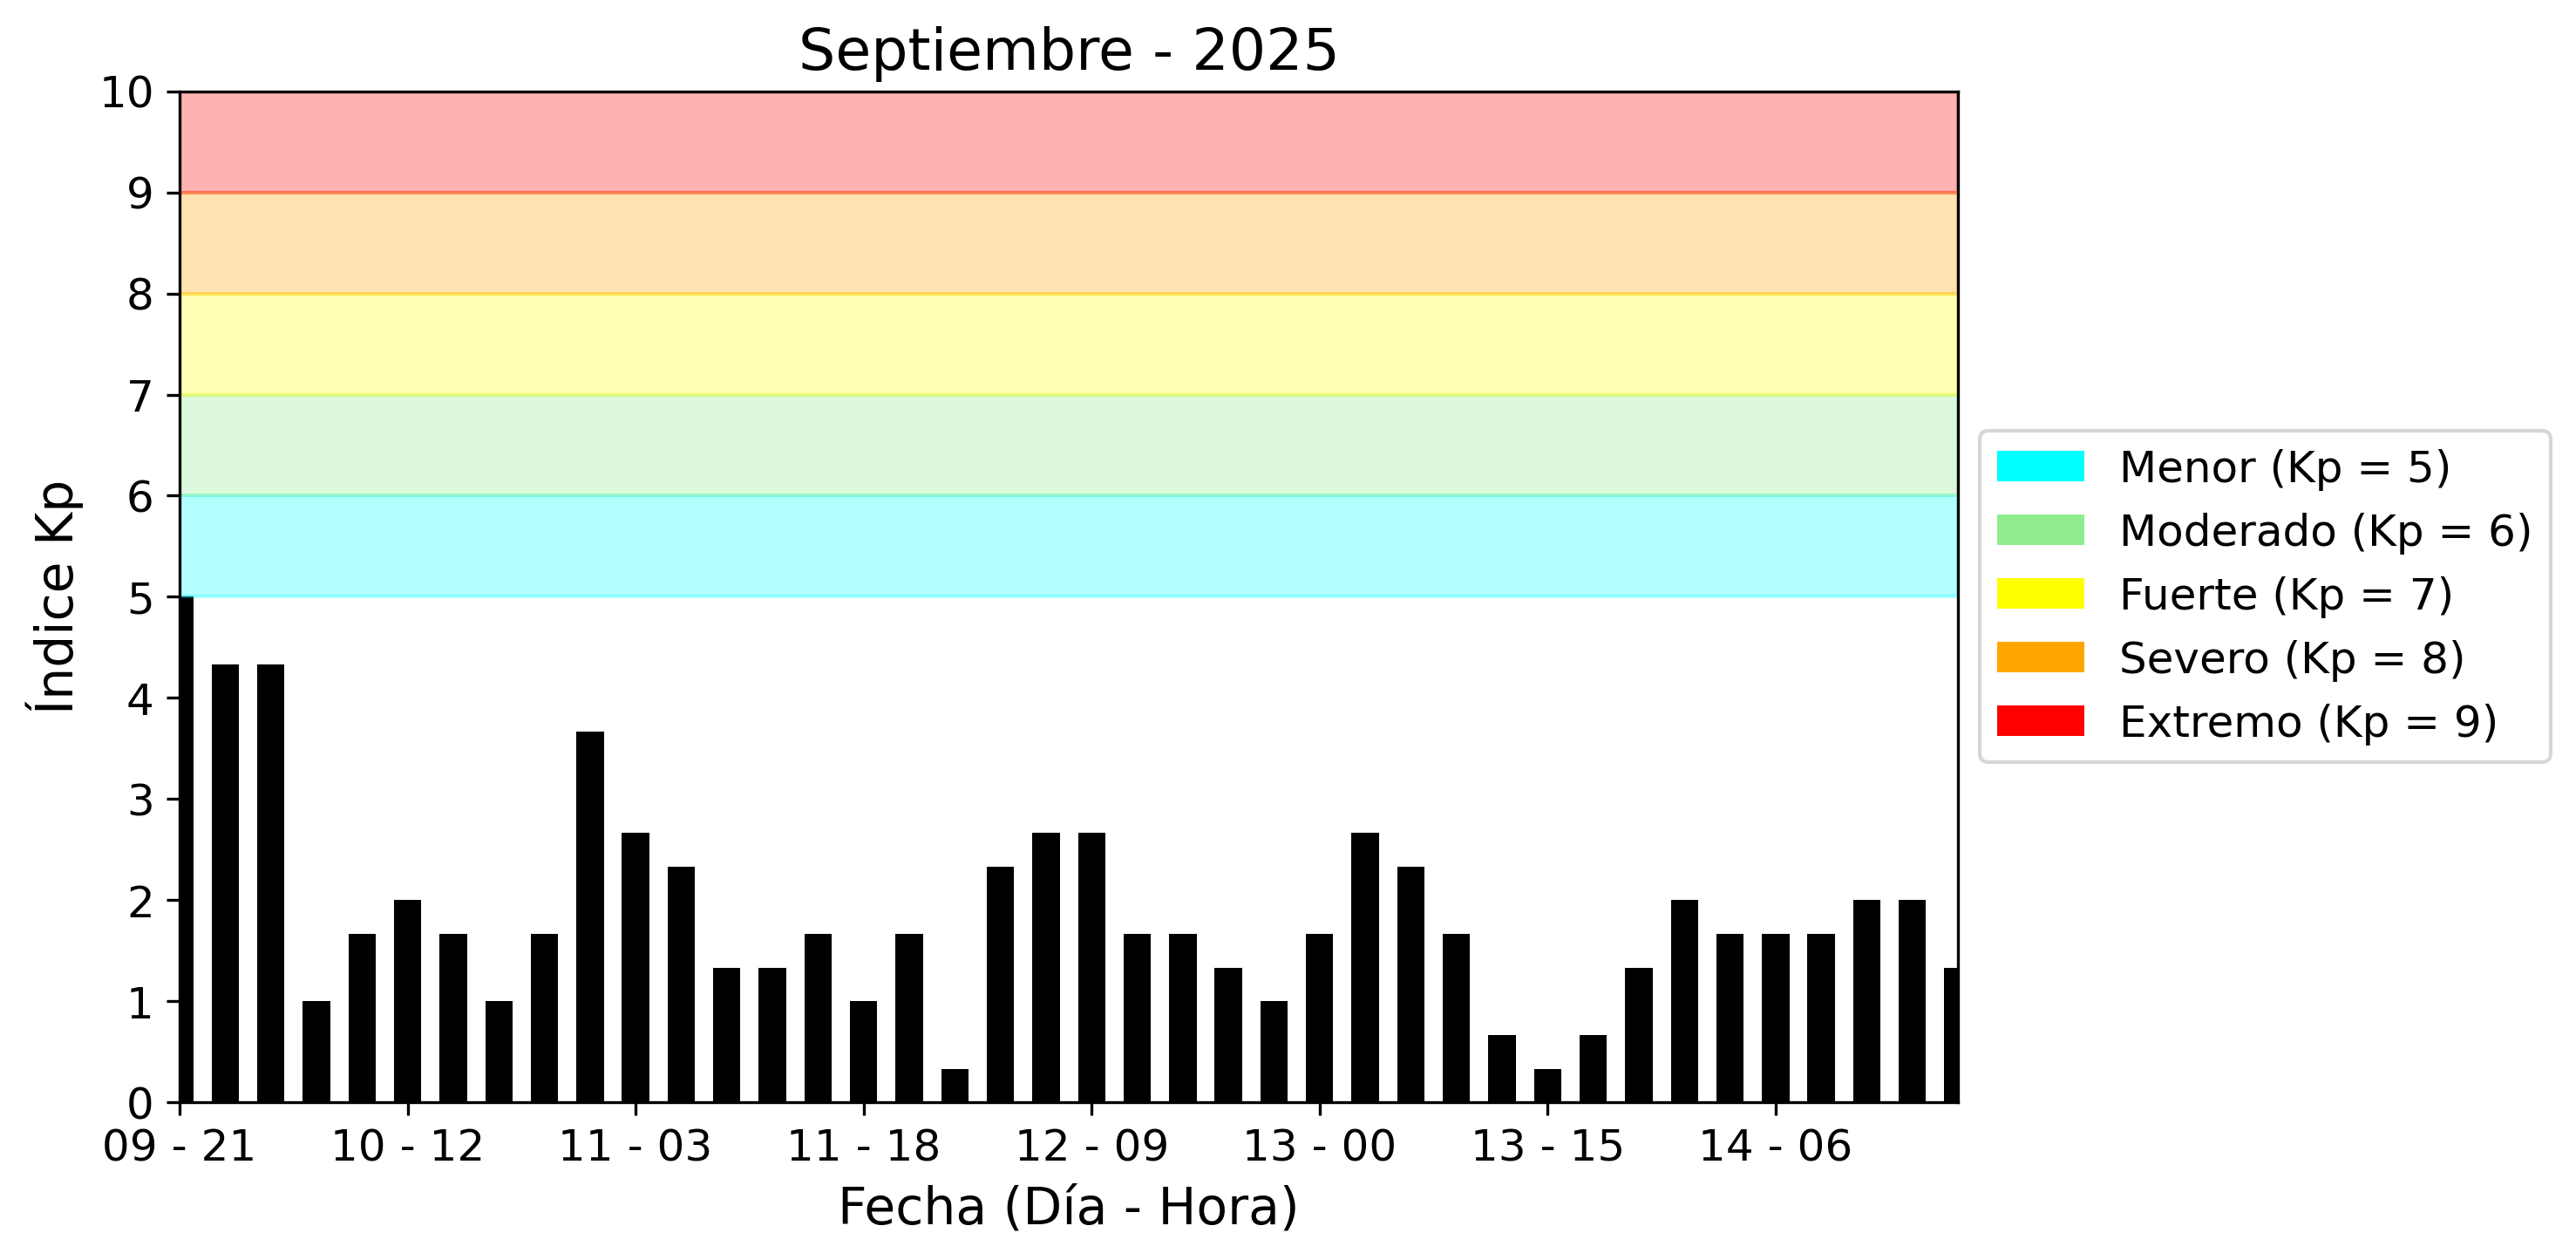 Septiembre - 2025
Índice Kp
10
9
8
7
6
5
4
3
2
1
0
09 - 21
10 - 12
11 - 03
11 - 18
12 - 09
13 - 00
13 - 15
14 - 06
Fecha (Día - Hora)
Menor (Kp = 5)
Moderado (Kp = 6)
Fuerte (Kp = 7)
Severo (Kp = 8)
Extremo (Kp = 9)